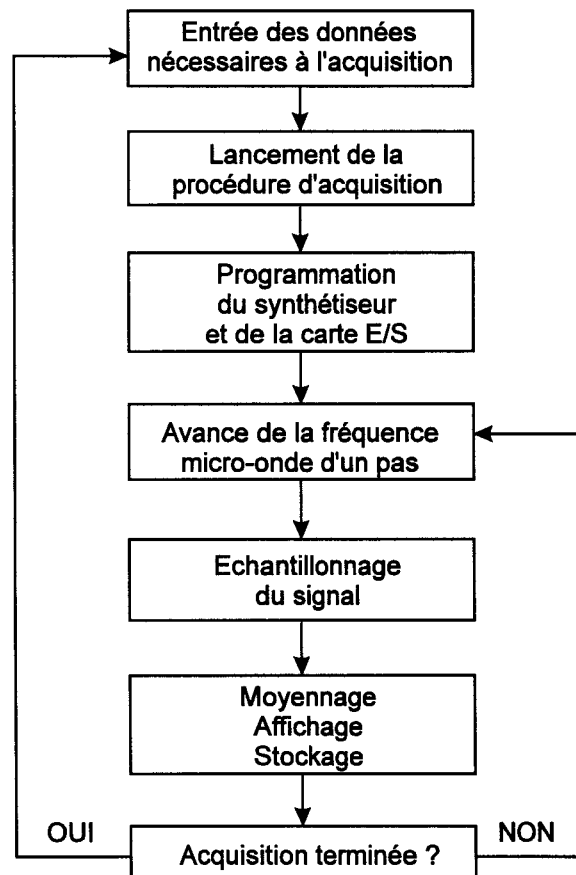 Entrée des données
nécessaires à l'acquisition
Lancement de la
procédure d'acquisition
Programmation
du synthétiseur
et de la carte E/S
Avance de la fréquence
micro-onde d'un pas
Echantillonnage
du signal
Moyennage
Affichage
Stockage
OUI
Acquisition terminée ?
NON